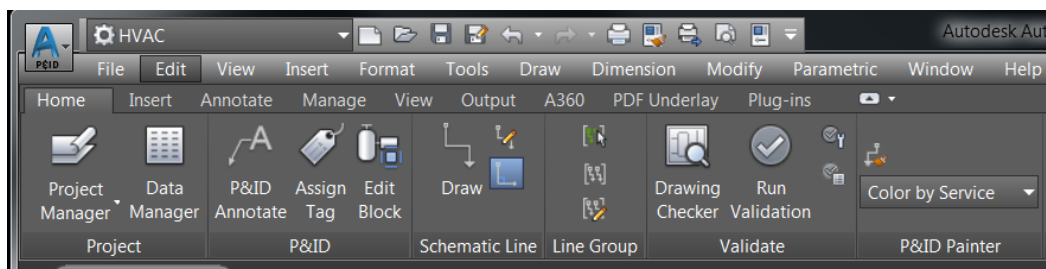 HVAC
Autodesk Aut
P&ID
File Edit View Insert Format Tools Draw Dimension Modify Parametric Window Help
Home Insert Annotate Manage View Output A360 PDF Underlay Plug-ins
Project Manager Data Manager P&ID Annotate Assign Tag Edit Block Draw Drawing Checker Run Validation Color by Service
Project P&ID Schematic Line Line Group Validate P&ID Painter